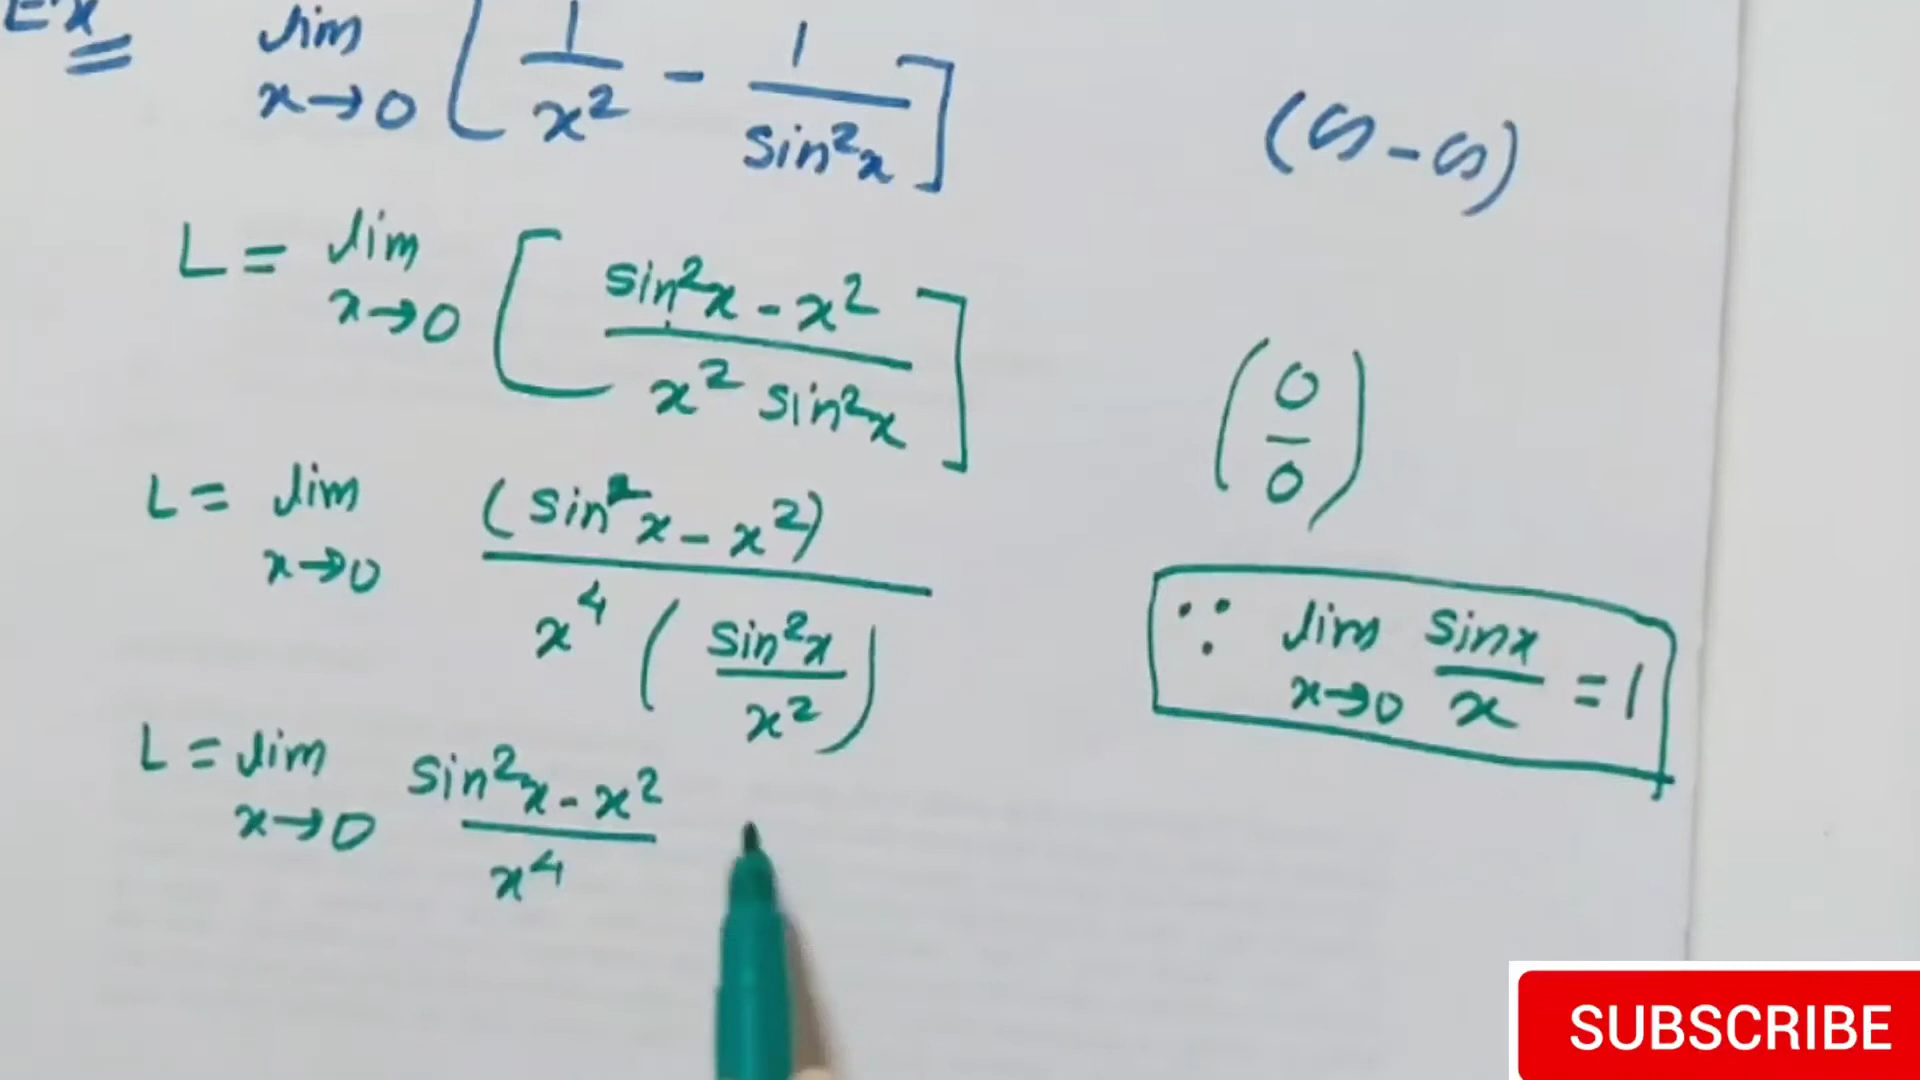 Ex lim x→0 [ 1/x² - 1/sin²x ] (∞ - ∞)
L = lim x→0 [ sin²x - x² / x² sin²x ] (0/0)
L = lim x→0 (sin²x - x²) / x⁴ (sin²x / x²)
∵ lim x→0 sinx/x = 1
L = lim x→0 sin²x - x² / x⁴
SUBSCRIBE